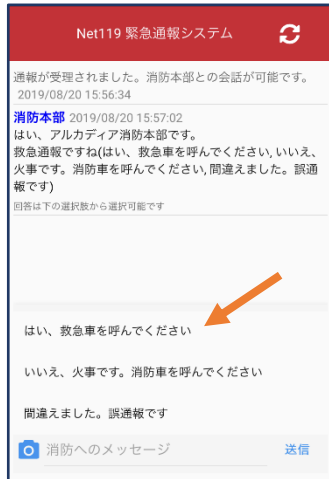 Net119 緊急通報システム
通報が受理されました。消防本部との会話が可能です。
2019/08/20 15:56:34
消防本部 2019/08/20 15:57:02
はい、アルカディア消防本部です。
救急通報ですね(はい、救急車を呼んでください, いいえ、
火事です。消防車を呼んでください, 間違えました。誤通
報です)
回答は下の選択肢から選択可能です
はい、救急車を呼んでください
いいえ、火事です。消防車を呼んでください
間違えました。誤通報です
消防へのメッセージ
送信